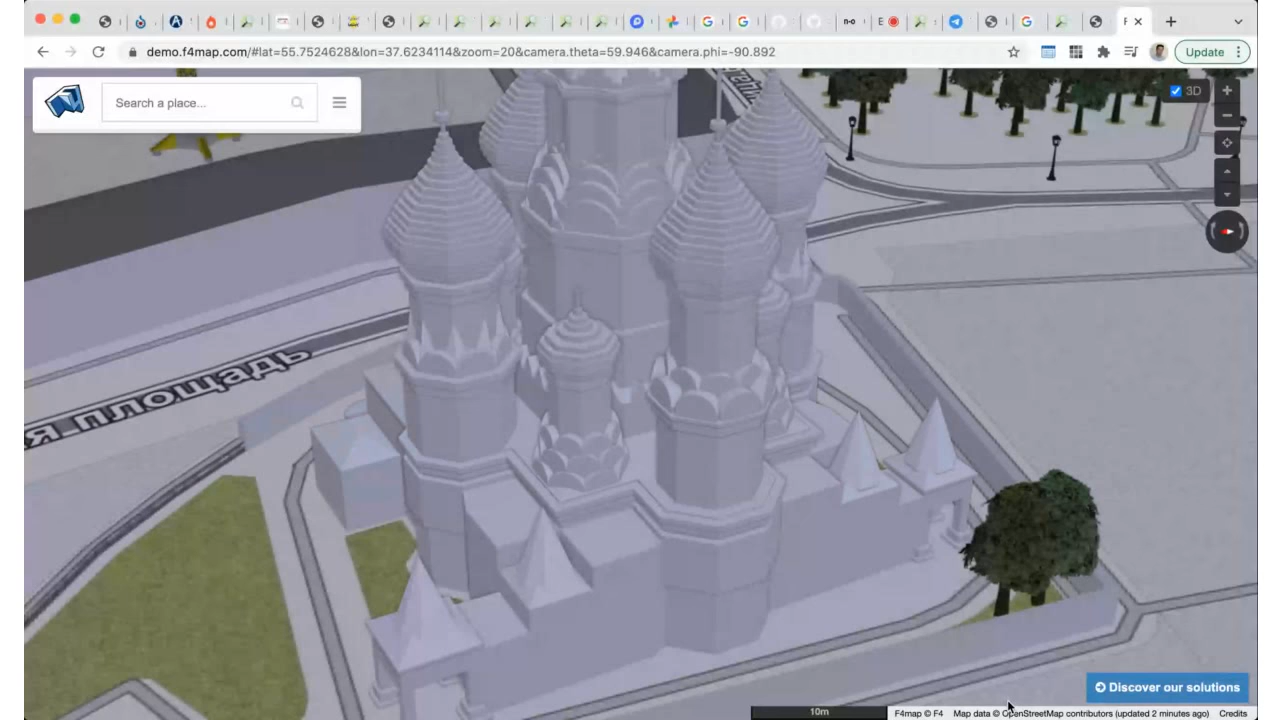 demo.f4map.com/#lat=55.7524628&lon=37.6234114&zoom=20&camera.theta=59.946&camera.phi=-90.892
Update
Search a place...
3D
я площадь
10m
Discover our solutions
F4map © F4 Map data © OpenStreetMap contributors (updated 2 minutes ago) Credits